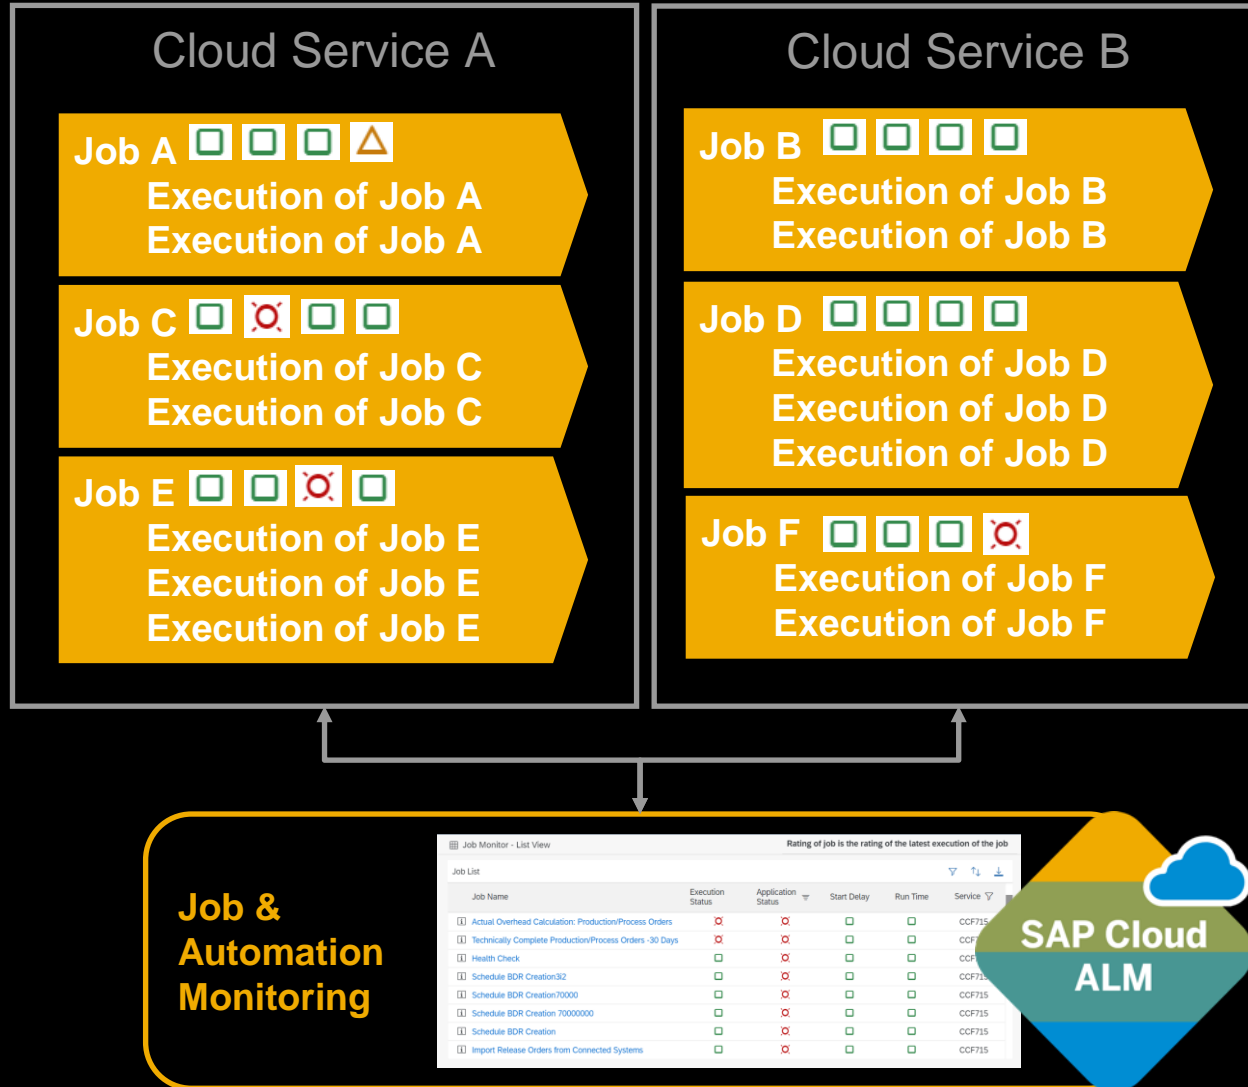 Cloud Service A
Job A
Execution of Job A
Execution of Job A
Job C
Execution of Job C
Execution of Job C
Job E
Execution of Job E
Execution of Job E
Execution of Job E
Cloud Service B
Job B
Execution of Job B
Execution of Job B
Job D
Execution of Job D
Execution of Job D
Execution of Job D
Job F
Execution of Job F
Execution of Job F
Job &
Automation
Monitoring
Job Monitor - List View
Rating of job is the rating of the latest execution of the job
Job List
Job Name Execution Status Application Status Start Delay Run Time Service
Actual Overhead Calculation: Production/Process Orders CCF715
Technically Complete Production/Process Orders -30 Days
Health Check
Schedule BDR Creation3i2
Schedule BDR Creation70000 CCF715
Schedule BDR Creation 70000000 CCF715
Schedule BDR Creation CCF715
Import Release Orders from Connected Systems CCF715
SAP Cloud
ALM